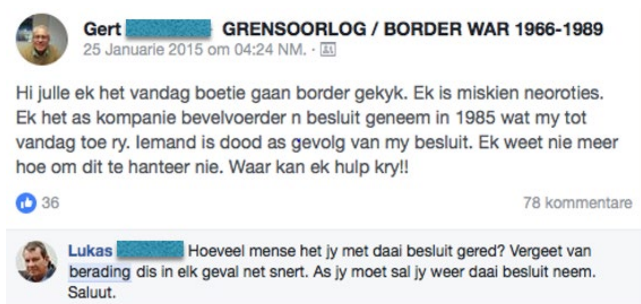 Gert GRENSOORLOG / BORDER WAR 1966-1989
25 Januarie 2015 om 04:24 NM. ·
Hi julle ek het vandag boetie gaan border gekyk. Ek is miskien neoroties.
Ek het as kompanie bevelvoerder n besluit geneem in 1985 wat my tot
vandag toe ry. Iemand is dood as gevolg van my besluit. Ek weet nie meer
hoe om dit te hanteer nie. Waar kan ek hulp kry!!
36 78 kommentare
Lukas Hoeveel mense het jy met daai besluit gered? Vergeet van
berading dis in elk geval net snert. As jy moet sal jy weer daai besluit neem.
Saluut.